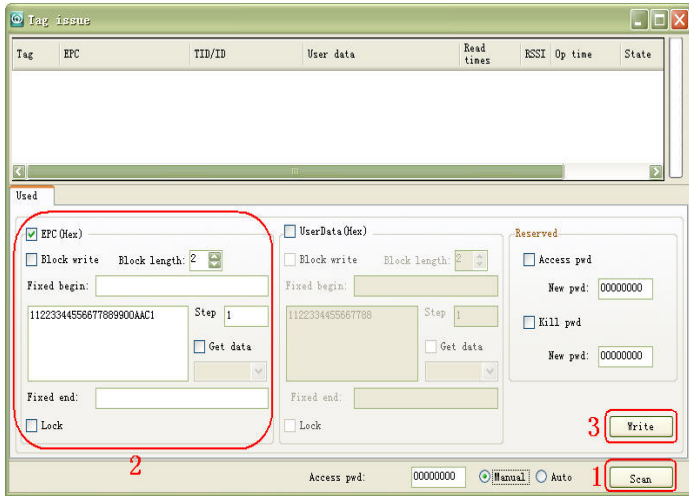 Tag issue
Tag EPC TID/ID User data Read times RSSI Op time State
Used
EPC(Hex)
Block write Block length: 2
Fixed begin:
11223344556677889900AAC1
Step 1
Get data
Fixed end:
Lock
2
UserData(Hex)
Block write Block length: 2
Fixed begin:
1122334455667788
Step 1
Get data
Fixed end:
Lock
Reserved
Access pwd
New pwd: 00000000
Kill pwd
New pwd: 00000000
3 Write
Access pwd: 00000000 Manual Auto 1 Scan